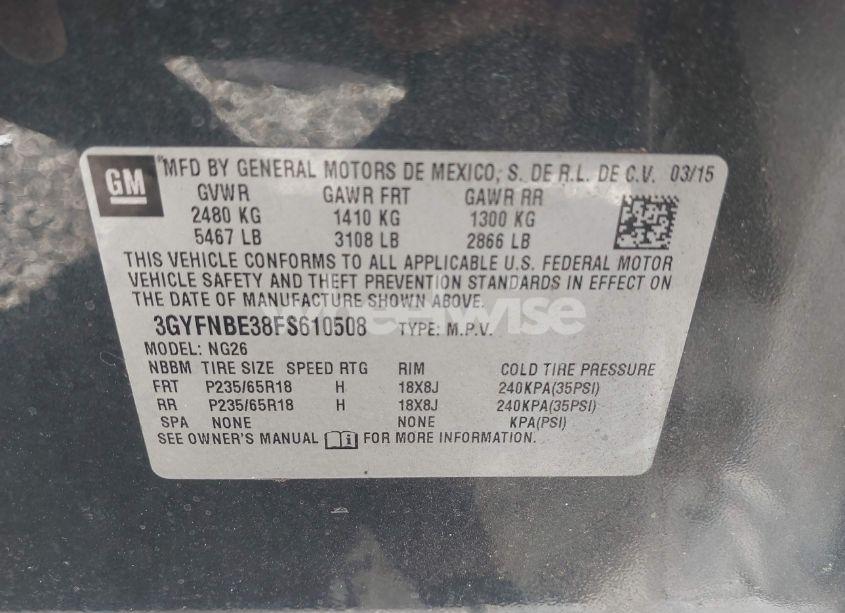 GM
*MFD BY GENERAL MOTORS DE MEXICO, S. DE R.L. DE C.V. 03/15
GVWR GAWR FRT GAWR RR
2480 KG 1410 KG 1300 KG
5467 LB 3108 LB 2866 LB
THIS VEHICLE CONFORMS TO ALL APPLICABLE U.S. FEDERAL MOTOR
VEHICLE SAFETY AND THEFT PREVENTION STANDARDS IN EFFECT ON
THE DATE OF MANUFACTURE SHOWN ABOVE.
3GYFNBE38FS610508 TYPE: M.P.V.
MODEL: NG26
NBBM TIRE SIZE SPEED RTG RIM COLD TIRE PRESSURE
FRT P235/65R18 H 18X8J 240KPA(35PSI)
RR P235/65R18 H 18X8J 240KPA(35PSI)
SPA NONE NONE KPA(PSI)
SEE OWNER'S MANUAL FOR MORE INFORMATION.